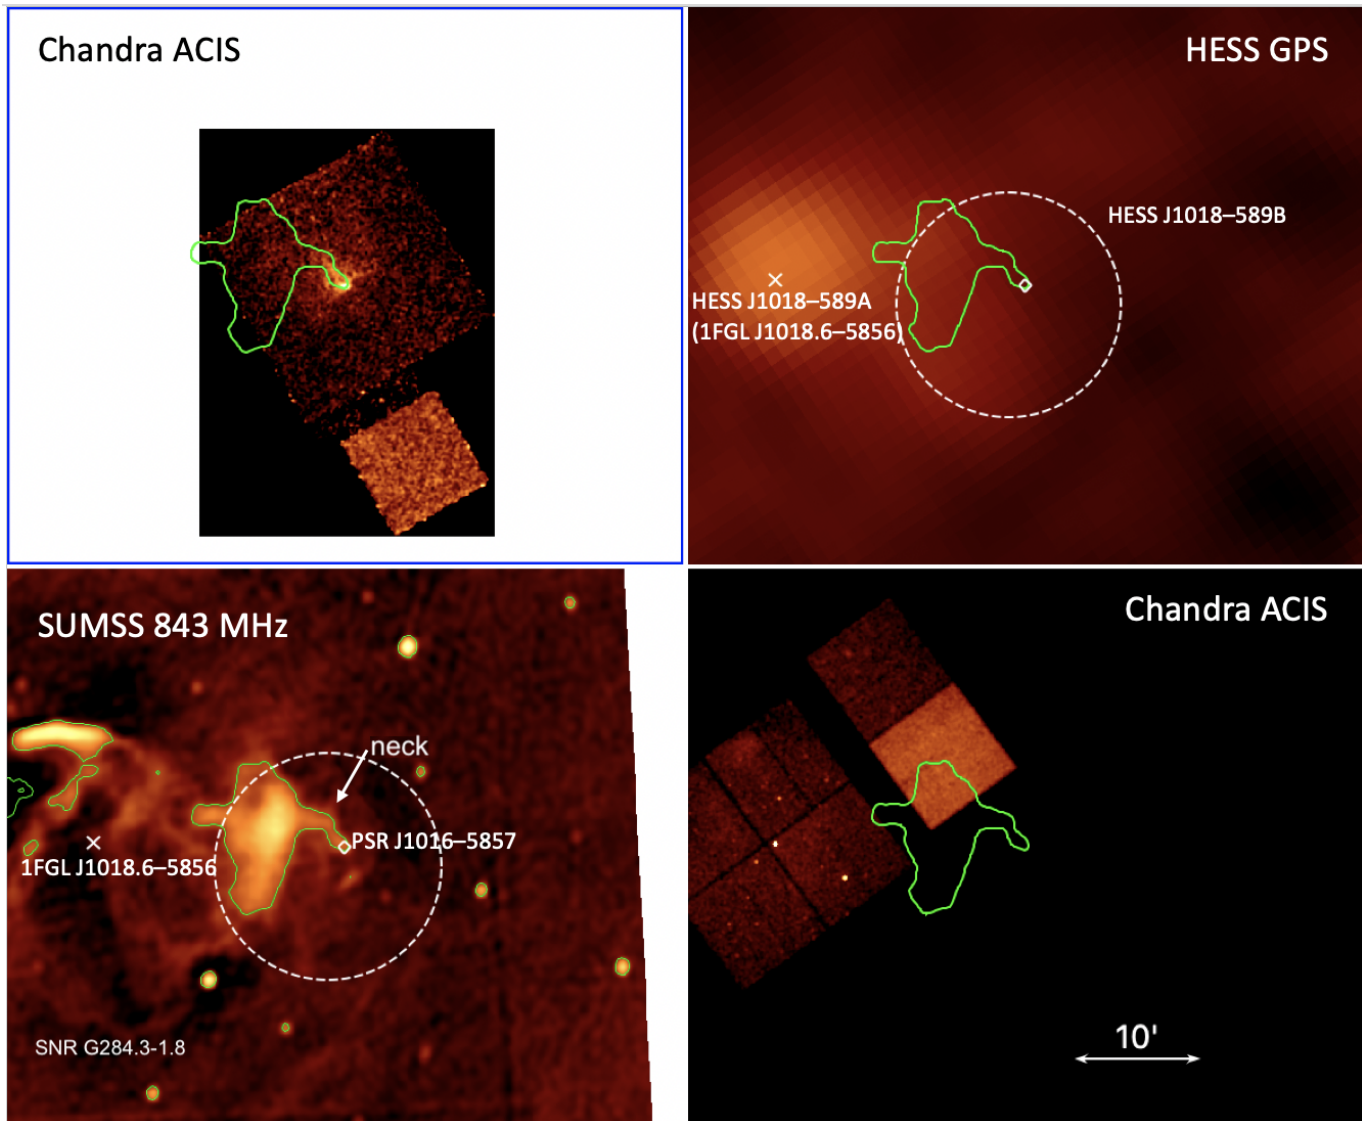 Chandra ACIS
HESS GPS
HESS J1018–589B
HESS J1018–589A
(1FGL J1018.6–5856)
SUMSS 843 MHz
neck
PSR J1016–5857
1FGL J1018.6–5856
SNR G284.3-1.8
Chandra ACIS
10'